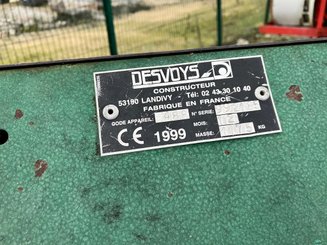 DESVOYS
CONSTRUCTEUR
53190 LANDIVY - Tél: 02 43 30 10 40
FABRIQUE EN FRANCE
CODE APPAREIL: N° SERIE:
CE 1999 MOIS:
MASSE: KG